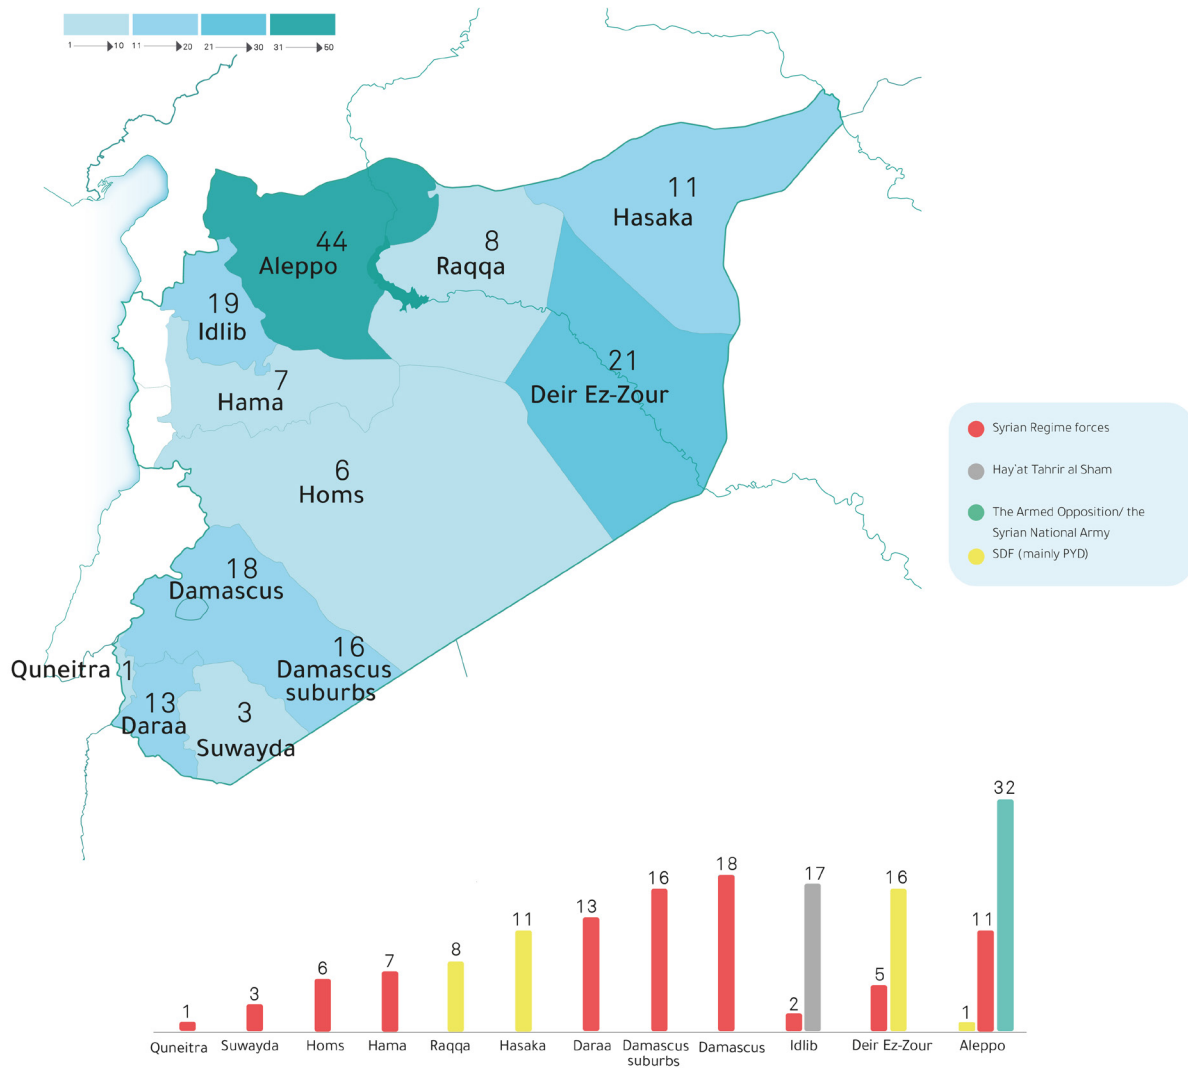 1 10 11 20 21 30 31 60
11
Hasaka
44
Aleppo
8
Raqqa
19
Idlib
21
Deir Ez-Zour
7
Hama
6
Homs
18
Damascus
16
Damascus
suburbs
Quneitra 1
13
Daraa
3
Suwayda
Syrian Regime forces
Hay'at Tahrir al Sham
The Armed Opposition/ the
Syrian National Army
SDF (mainly PYD)
1
3
6
7
8
11
13
16
18
2
17
5
16
1
11
32
Quneitra
Suwayda
Homs
Hama
Raqqa
Hasaka
Daraa
Damascus
suburbs
Damascus
Idlib
Deir Ez-Zour
Aleppo